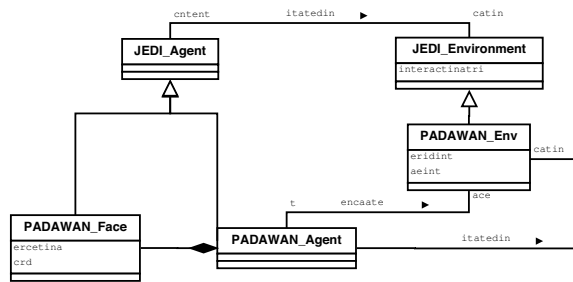 cntent itatedin catin
JEDI_Agent
JEDI_Environment
interactinatri
PADAWAN_Env
eridint
aeint
catin
ace
t encaate
PADAWAN_Face
ercetina
crd
PADAWAN_Agent
itatedin